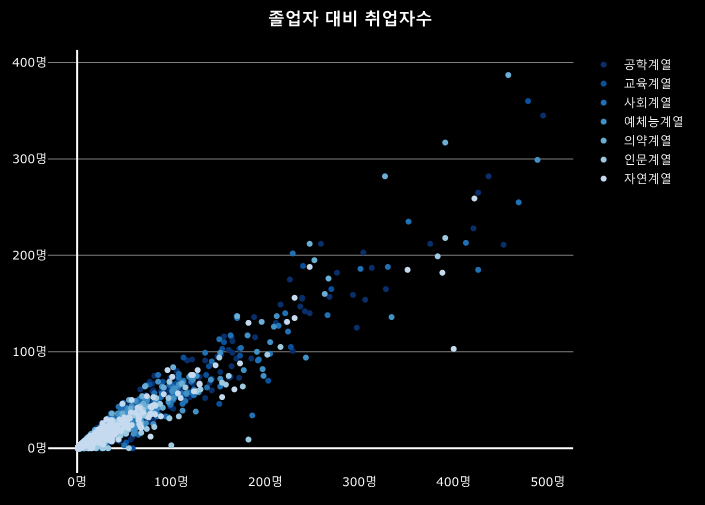 졸업자 대비 취업자수
400명
300명
200명
100명
0명
0명 100명 200명 300명 400명 500명
공학계열
교육계열
사회계열
예체능계열
의약계열
인문계열
자연계열